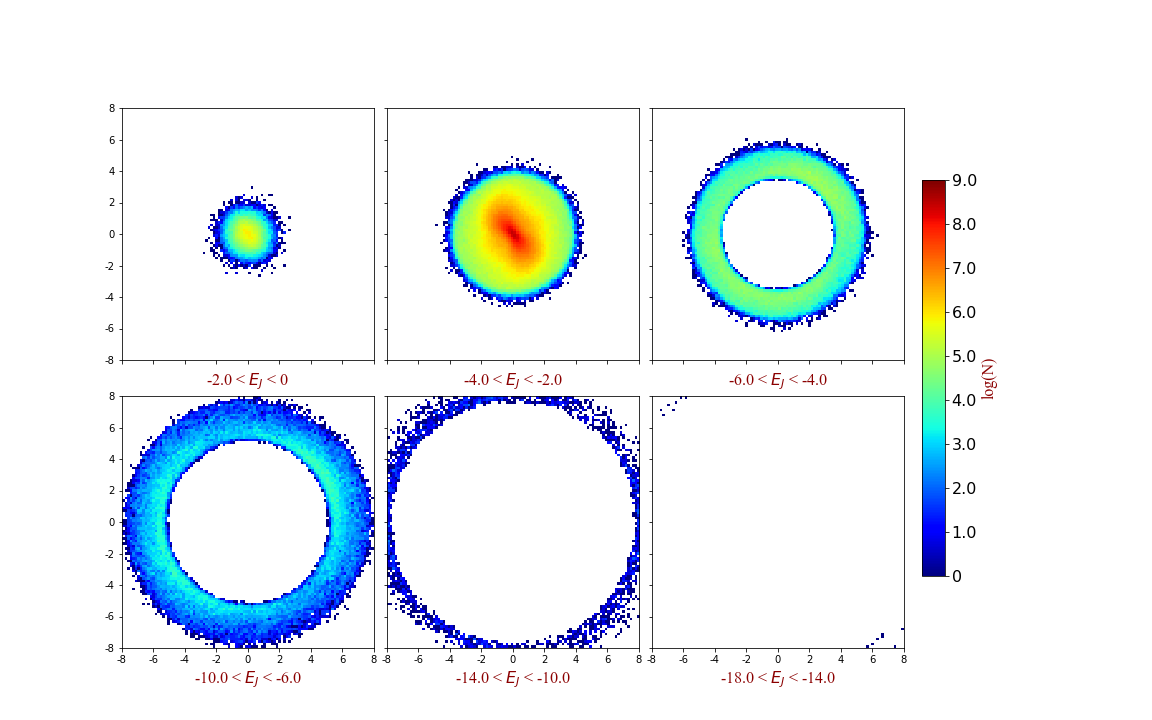 8
6
4
2
0
-2
-4
-6
-8
-2.0 < E_J < 0
-4.0 < E_J < -2.0
-6.0 < E_J < -4.0
8
6
4
2
0
-2
-4
-6
-8
-8 -6 -4 -2 0 2 4 6 8
-8 -6 -4 -2 0 2 4 6 8
-8 -6 -4 -2 0 2 4 6 8
-10.0 < E_J < -6.0
-14.0 < E_J < -10.0
-18.0 < E_J < -14.0
9.0
8.0
7.0
6.0
5.0
4.0
3.0
2.0
1.0
0
log(N)